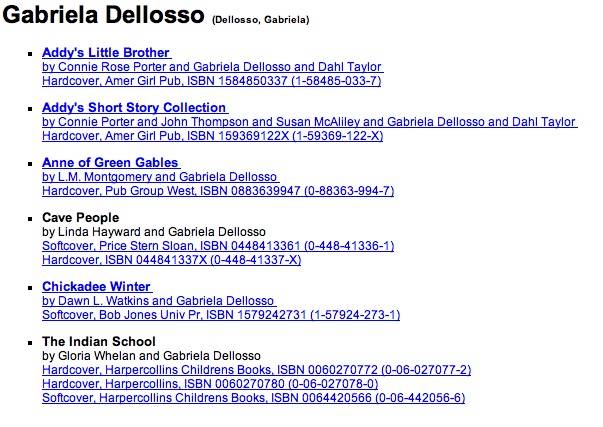 Gabriela Dellosso (Dellosso, Gabriela)
Addy's Little Brother
by Connie Rose Porter and Gabriela Dellosso and Dahl Taylor
Hardcover, Amer Girl Pub, ISBN 1584850337 (1-58485-033-7)
Addy's Short Story Collection
by Connie Porter and John Thompson and Susan McAliley and Gabriela Dellosso and Dahl Taylor
Hardcover, Amer Girl Pub, ISBN 159369122X (1-59369-122-X)
Anne of Green Gables
by L.M. Montgomery and Gabriela Dellosso
Hardcover, Pub Group West, ISBN 0883639947 (0-88363-994-7)
Cave People
by Linda Hayward and Gabriela Dellosso
Softcover, Price Stern Sloan, ISBN 0448413361 (0-448-41336-1)
Hardcover, ISBN 044841337X (0-448-41337-X)
Chickadee Winter
by Dawn L. Watkins and Gabriela Dellosso
Softcover, Bob Jones Univ Pr, ISBN 1579242731 (1-57924-273-1)
The Indian School
by Gloria Whelan and Gabriela Dellosso
Hardcover, Harpercollins Childrens Books, ISBN 0060270772 (0-06-027077-2)
Hardcover, Harpercollins, ISBN 0060270780 (0-06-027078-0)
Softcover, Harpercollins Childrens Books, ISBN 0064420566 (0-06-442056-6)